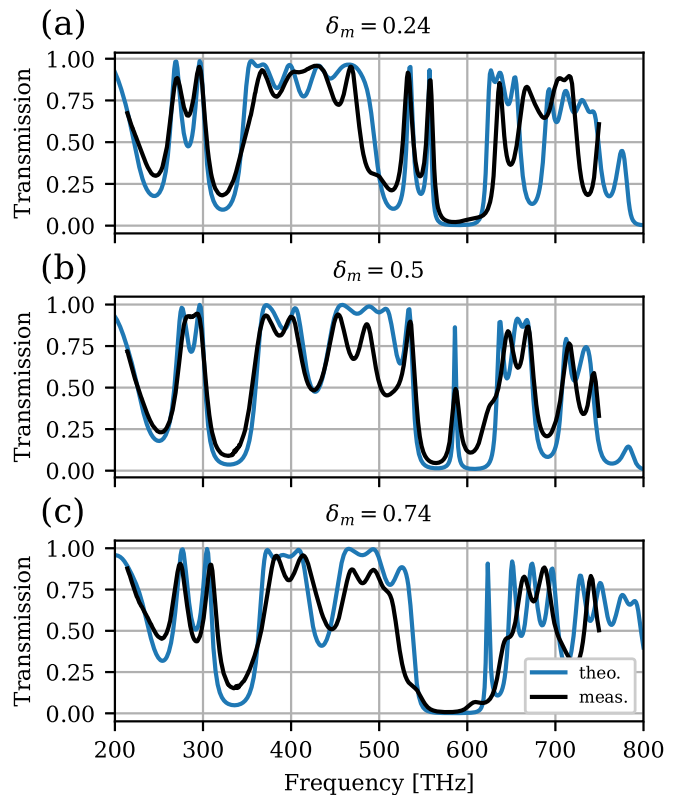 (a)
δₘ = 0.24
Transmission
1.00
0.75
0.50
0.25
0.00
(b)
δₘ = 0.5
Transmission
1.00
0.75
0.50
0.25
0.00
(c)
δₘ = 0.74
Transmission
1.00
0.75
0.50
0.25
0.00
theo.
meas.
200 300 400 500 600 700 800
Frequency [THz]